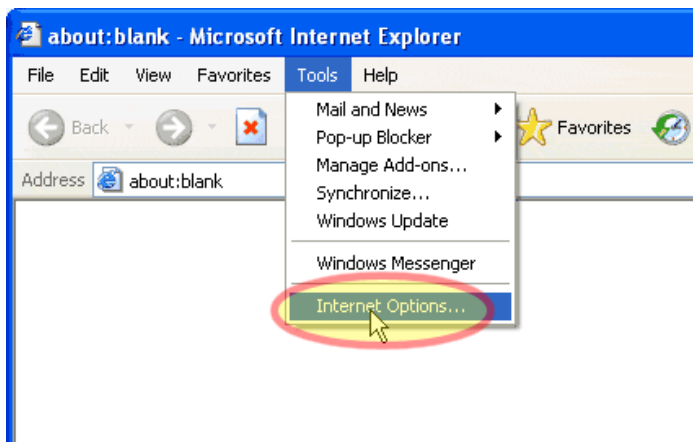 about:blank - Microsoft Internet Explorer
File Edit View Favorites Tools Help
Back Favorites
Address about:blank
Mail and News
Pop-up Blocker
Manage Add-ons...
Synchronize...
Windows Update
Windows Messenger
Internet Options...